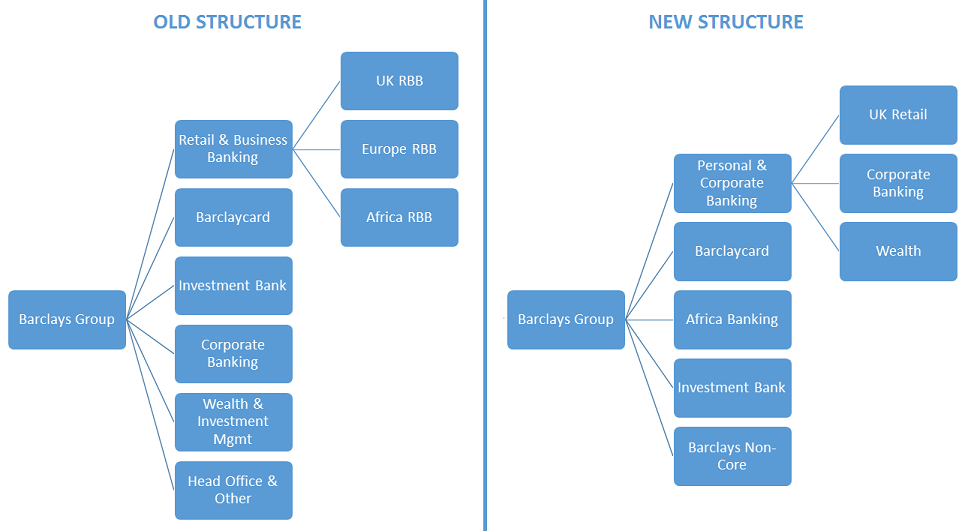 OLD STRUCTURE
UK RBB
Retail & Business
Banking
Europe RBB
Barclaycard
Africa RBB
Investment Bank
Barclays Group
Corporate
Banking
Wealth &
Investment
Mgmt
Head Office &
Other
NEW STRUCTURE
UK Retail
Personal &
Corporate
Banking
Corporate
Banking
Barclaycard
Wealth
Barclays Group
Africa Banking
Investment Bank
Barclays Non-
Core